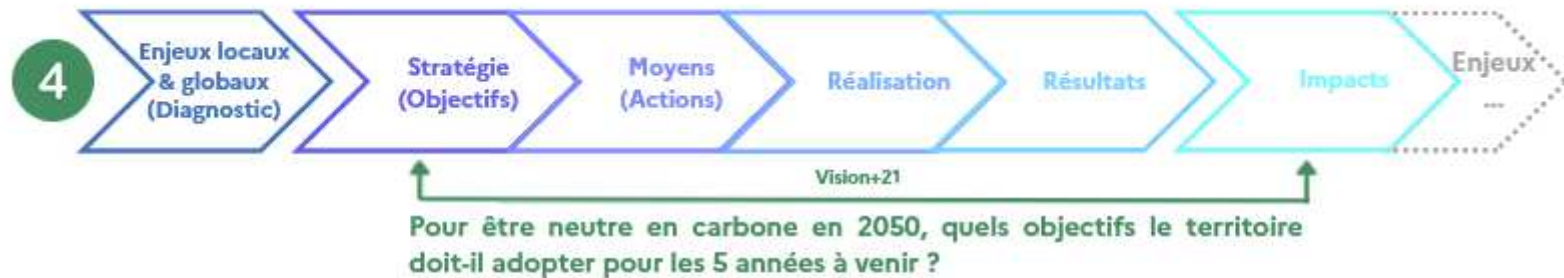 4
Enjeux locaux
& globaux
(Diagnostic)
Stratégie
(Objectifs)
Moyens
(Actions)
Réalisation
Résultats
Impacts
Enjeux
...
Vision+21
Pour être neutre en carbone en 2050, quels objectifs le territoire
doit-il adopter pour les 5 années à venir ?